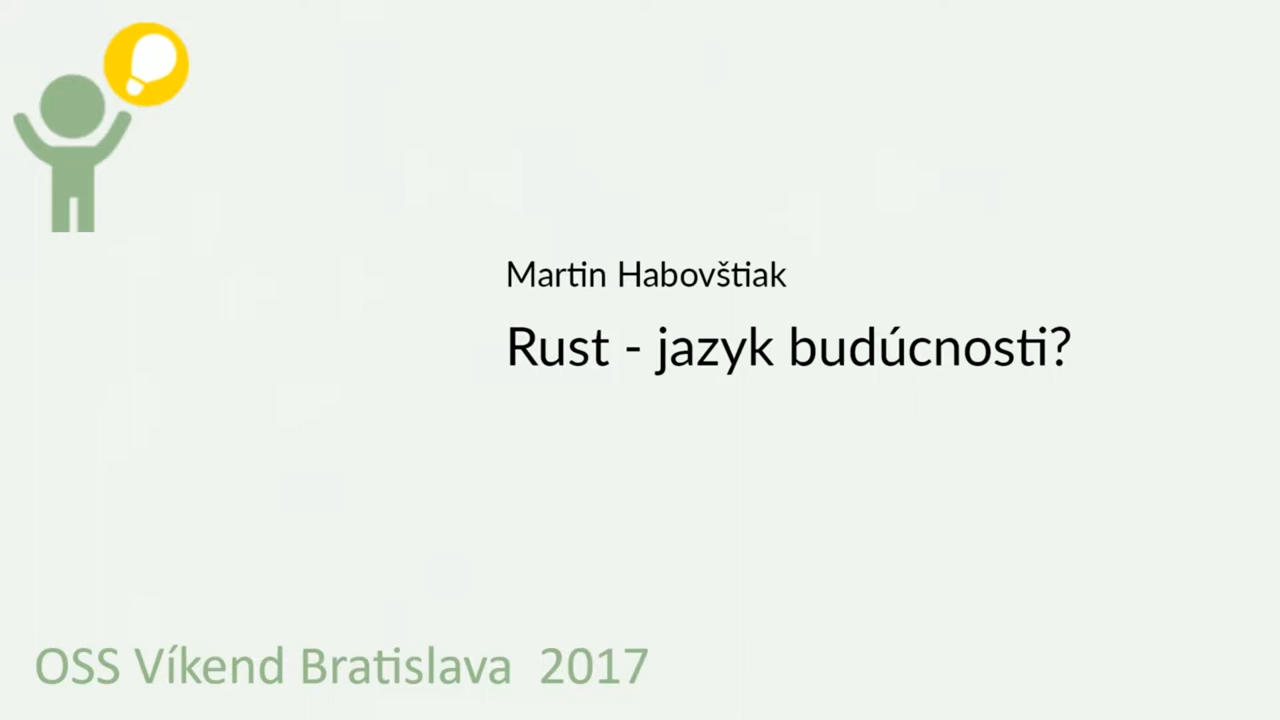 Martin Habovštiak
Rust - jazyk budúcnosti?
OSS Víkend Bratislava 2017